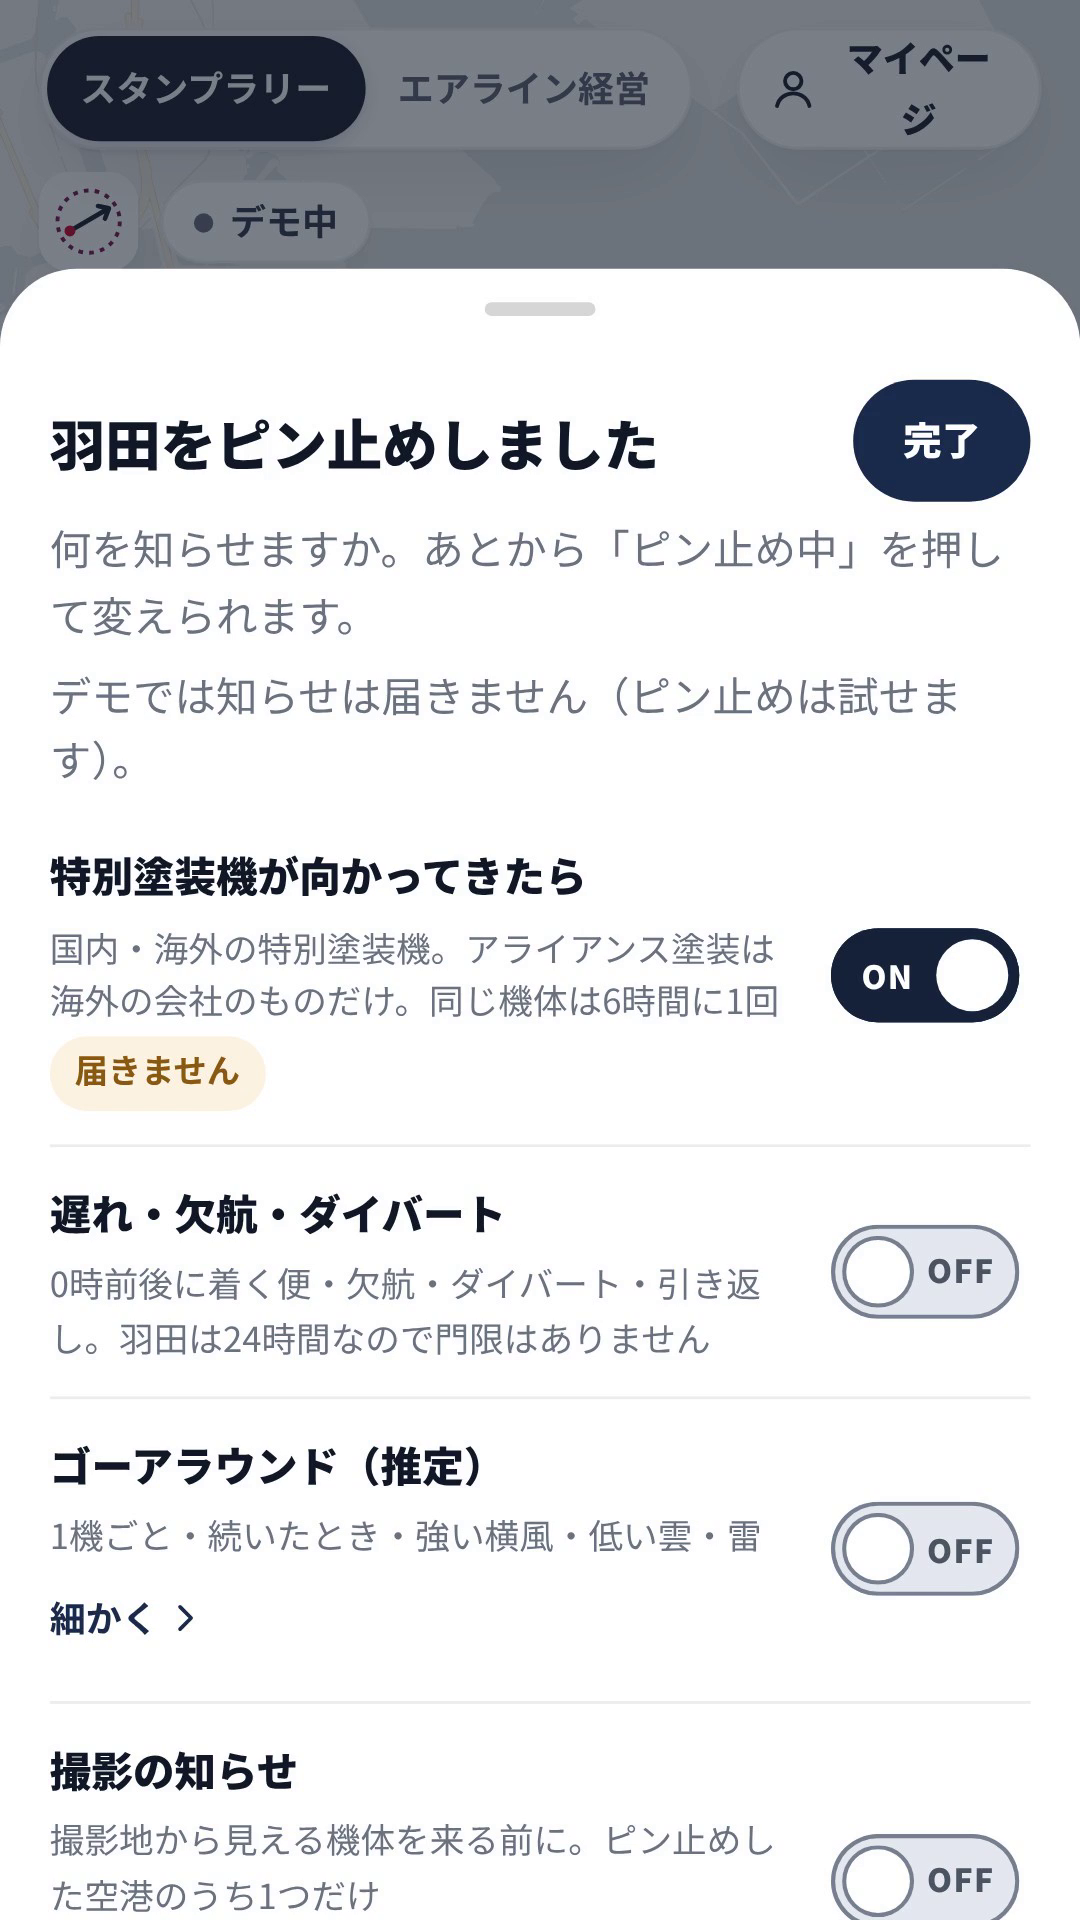 スタンプラリー
エアライン経営
マイペー
ジ
デモ中
羽田をピン止めしました
完了
何を知らせますか。あとから「ピン止め中」を押し
て変えられます。
デモでは知らせは届きません（ピン止めは試せま
す）。
特別塗装機が向かってきたら
国内・海外の特別塗装機。アライアンス塗装は
海外の会社のものだけ。同じ機体は6時間に1回
ON
届きません
遅れ・欠航・ダイバート
0時前後に着く便・欠航・ダイバート・引き返
し。羽田は24時間なので門限はありません
OFF
ゴーアラウンド（推定）
1機ごと・続いたとき・強い横風・低い雲・雷
OFF
細かく
撮影の知らせ
撮影地から見える機体を来る前に。ピン止めし
た空港のうち1つだけ
OFF